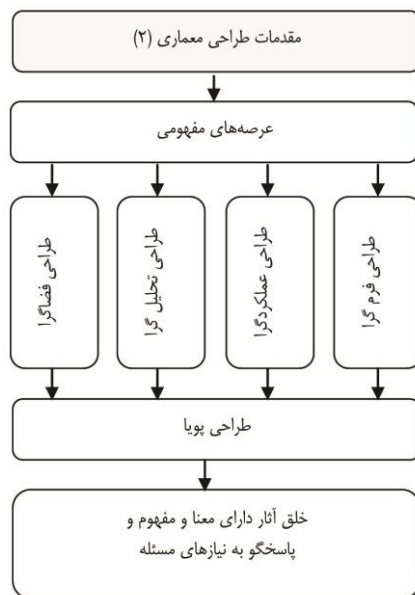 مقدمات طراحی معماری (۲)
عرصه‌های مفهومی
طراحی فرم گرا
طراحی عملکردگرا
طراحی تحلیل گرا
طراحی فضاگرا
طراحی پویا
خلق آثار دارای معنا و مفهوم و
پاسخگو به نیازهای مسئله